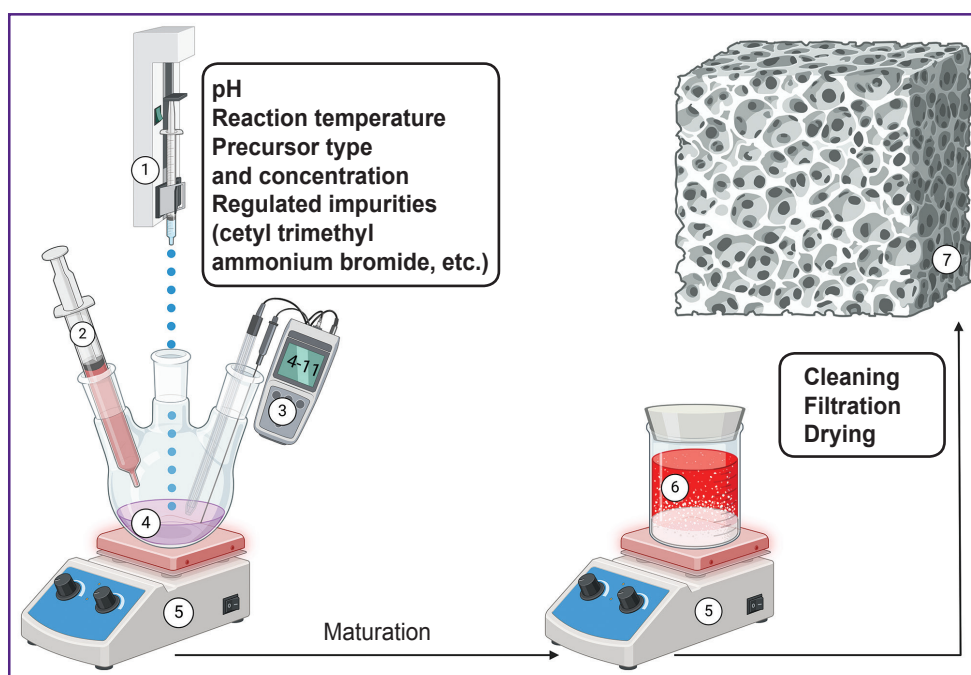 pH
Reaction temperature
Precursor type
and concentration
Regulated impurities
(cetyl trimethyl
ammonium bromide, etc.)
1
2
4-11
3
4
5
Maturation
6
5
Cleaning
Filtration
Drying
7